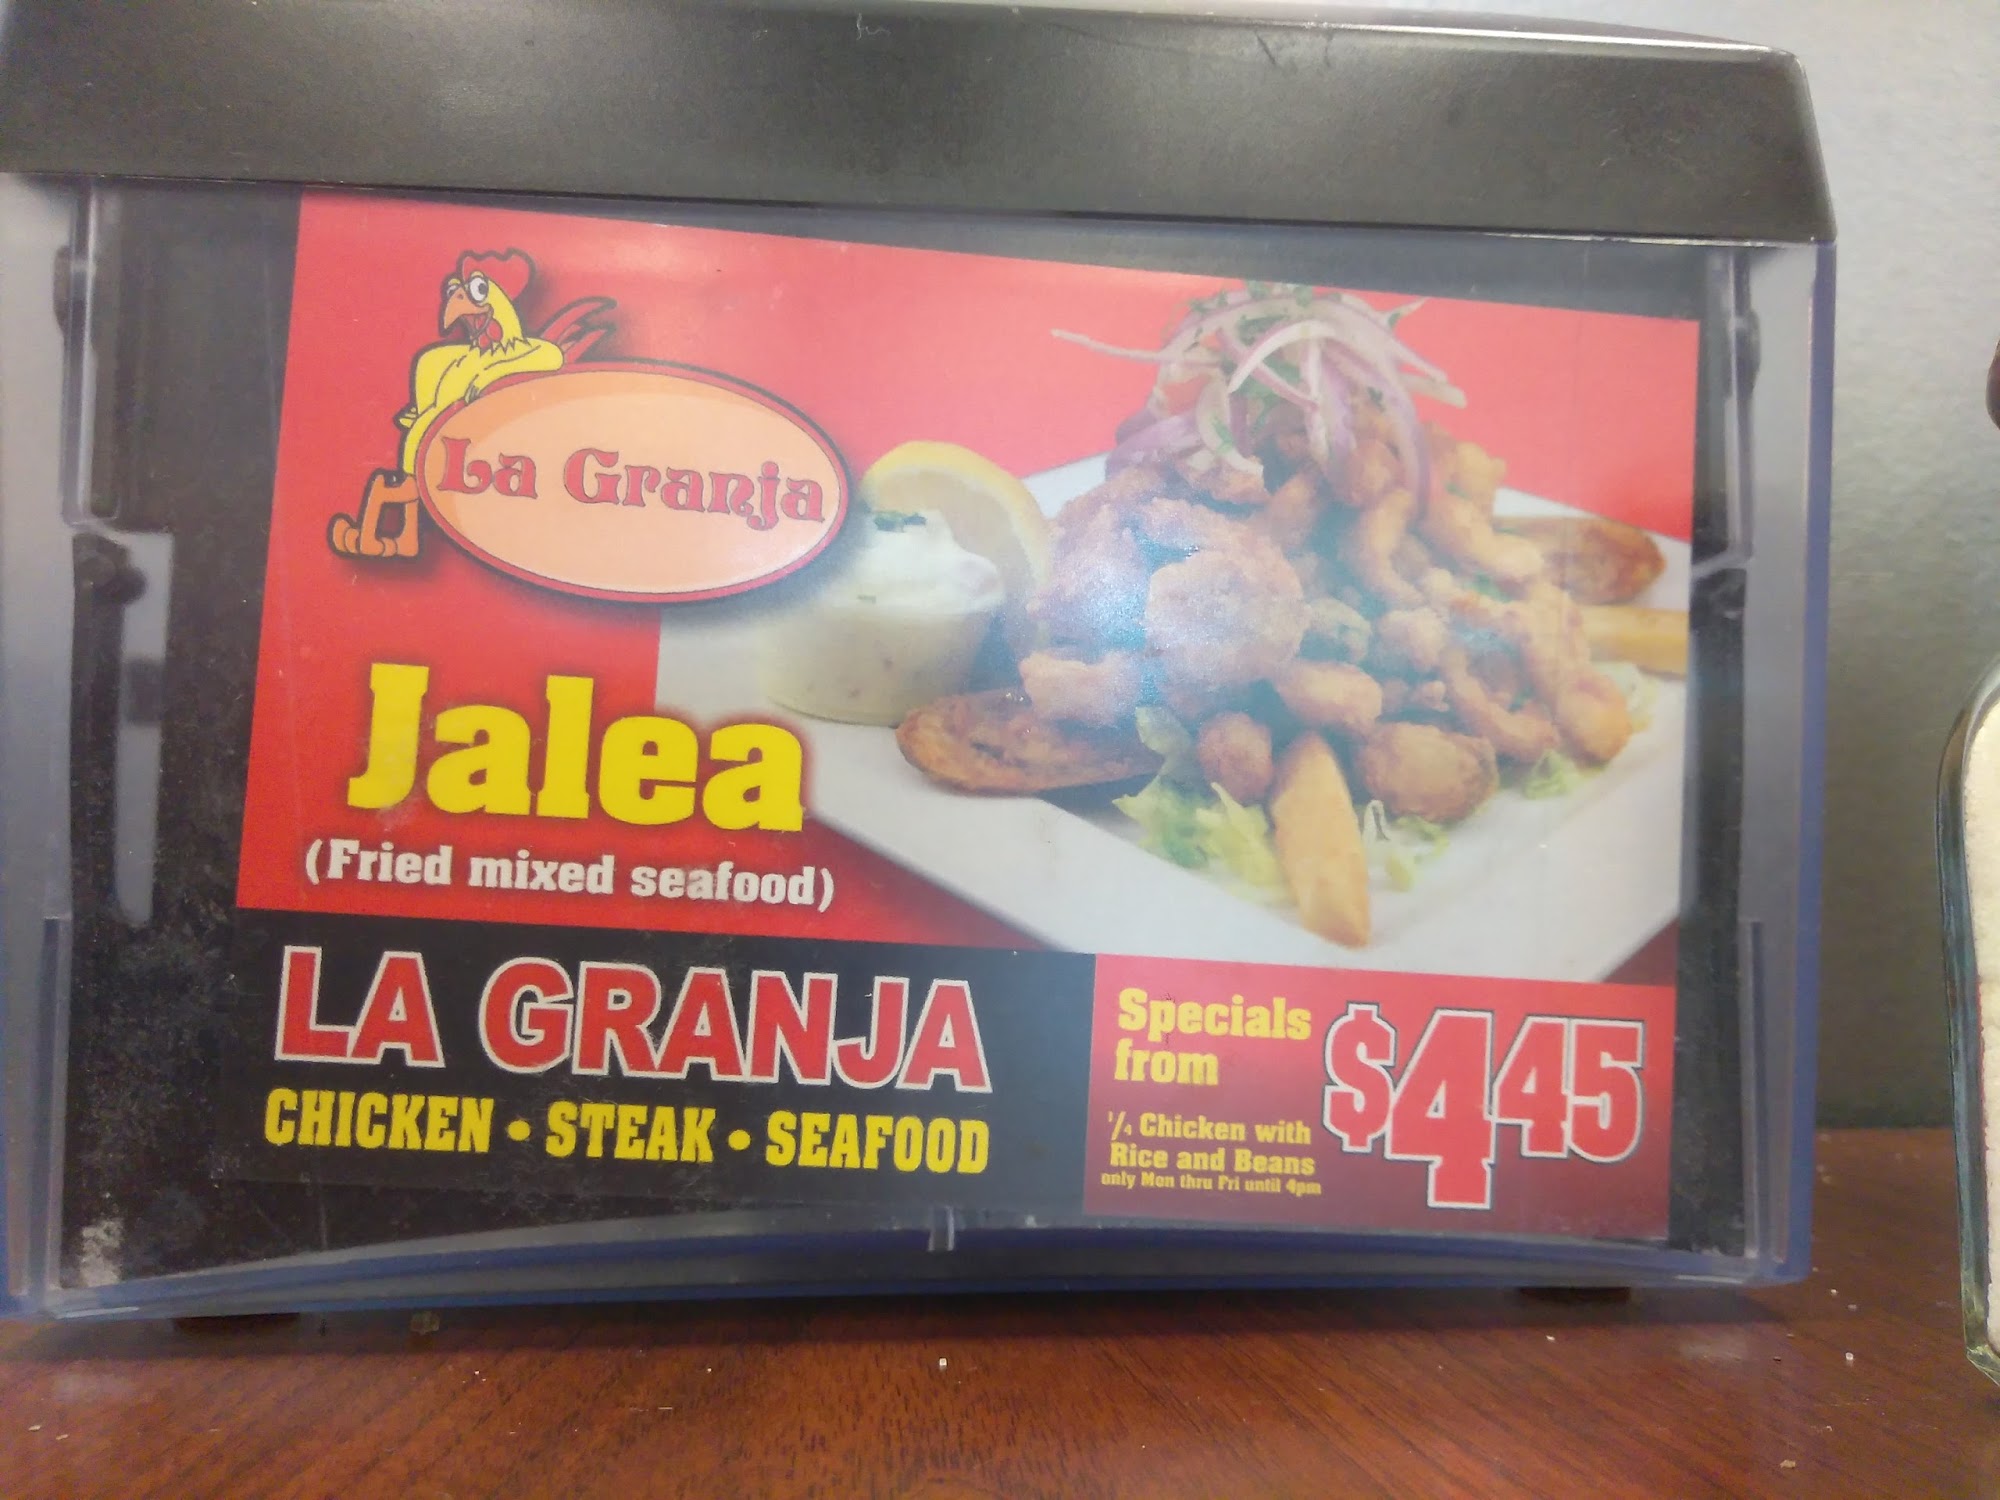 La Granja
Jalea
(Fried mixed seafood)
LA GRANJA
CHICKEN • STEAK • SEAFOOD
Specials
from
$445
1/4 Chicken with
Rice and Beans
only Mon thru Fri until 4pm